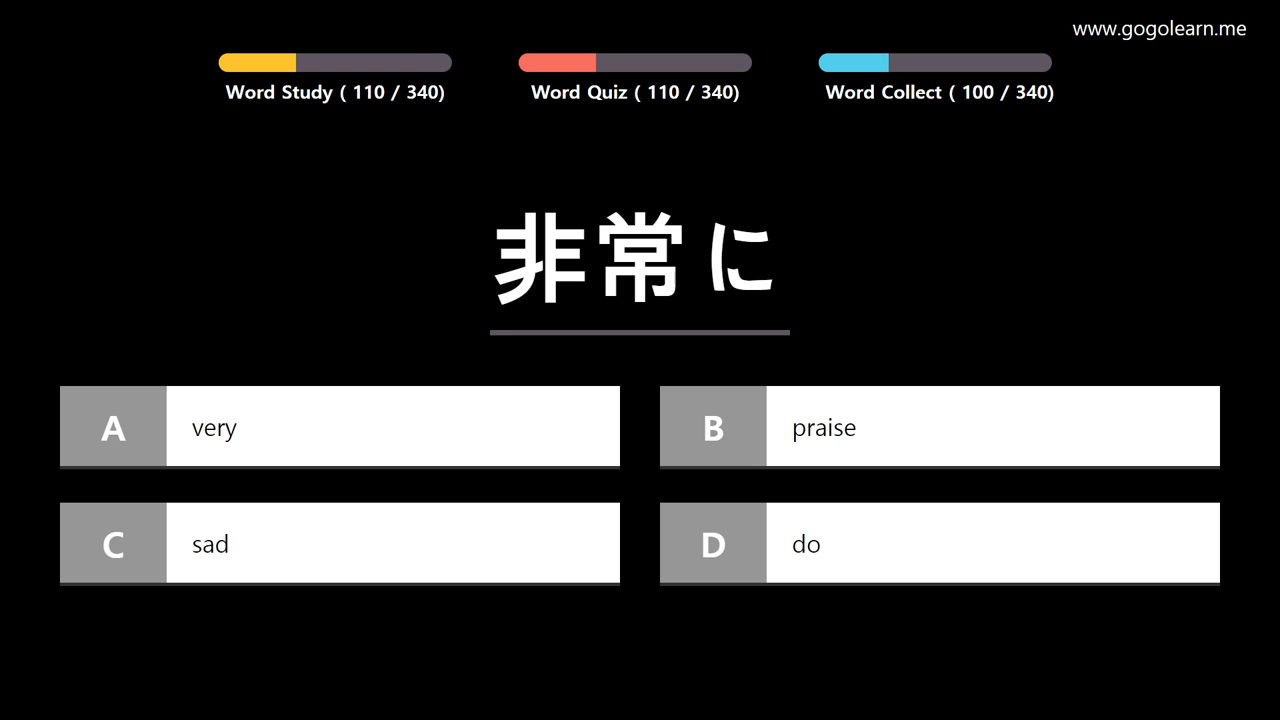 www.gogolearn.me
Word Study ( 110 / 340)
Word Quiz ( 110 / 340)
Word Collect ( 100 / 340)
非常に
A very
B praise
C sad
D do